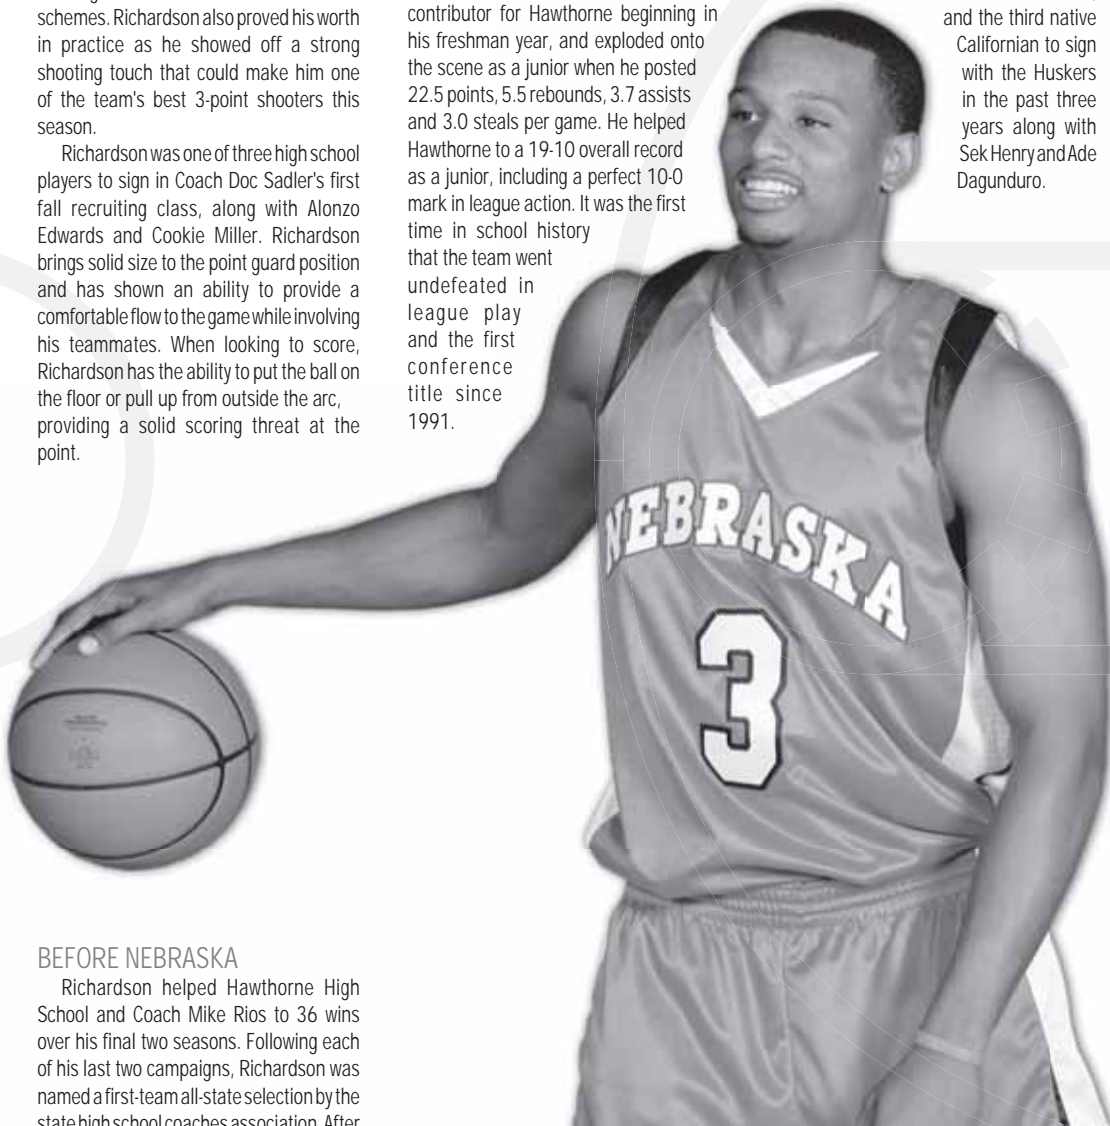 schemes. Richardson also proved his worth
in practice as he showed off a strong
shooting touch that could make him one
of the team's best 3-point shooters this
season.
Richardson was one of three high school
players to sign in Coach Doc Sadler's first
fall recruiting class, along with Alonzo
Edwards and Cookie Miller. Richardson
brings solid size to the point guard position
and has shown an ability to provide a
comfortable flow to the game while involving
his teammates. When looking to score,
Richardson has the ability to put the ball on
the floor or pull up from outside the arc,
providing a solid scoring threat at the
point.
BEFORE NEBRASKA
Richardson helped Hawthorne High
School and Coach Mike Rios to 36 wins
over his final two seasons. Following each
of his last two campaigns, Richardson was
named a first-team all-state selection by the
state high school coaches association. After
contributor for Hawthorne beginning in
his freshman year, and exploded onto
the scene as a junior when he posted
22.5 points, 5.5 rebounds, 3.7 assists
and 3.0 steals per game. He helped
Hawthorne to a 19-10 overall record
as a junior, including a perfect 10-0
mark in league action. It was the first
time in school history
that the team went
undefeated in
league play
and the first
conference
title since
1991.
and the third native
Californian to sign
with the Huskers
in the past three
years along with
Sek Henry and Ade
Dagunduro.
NEBRASKA
3